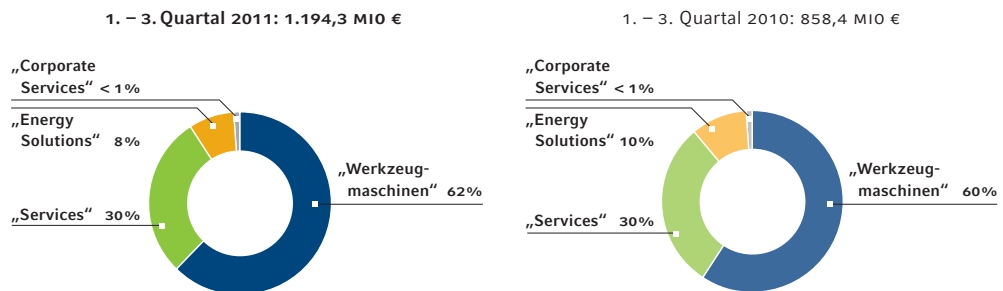 1. – 3. Quartal 2011: 1.194,3 MIO €
„Corporate
Services“ < 1%
„Energy
Solutions“ 8%
„Services“ 30%
„Werkzeug-
maschinen“ 62%
1. – 3. Quartal 2010: 858,4 MIO €
„Corporate
Services“ < 1%
„Energy
Solutions“ 10%
„Services“ 30%
„Werkzeug-
maschinen“ 60%